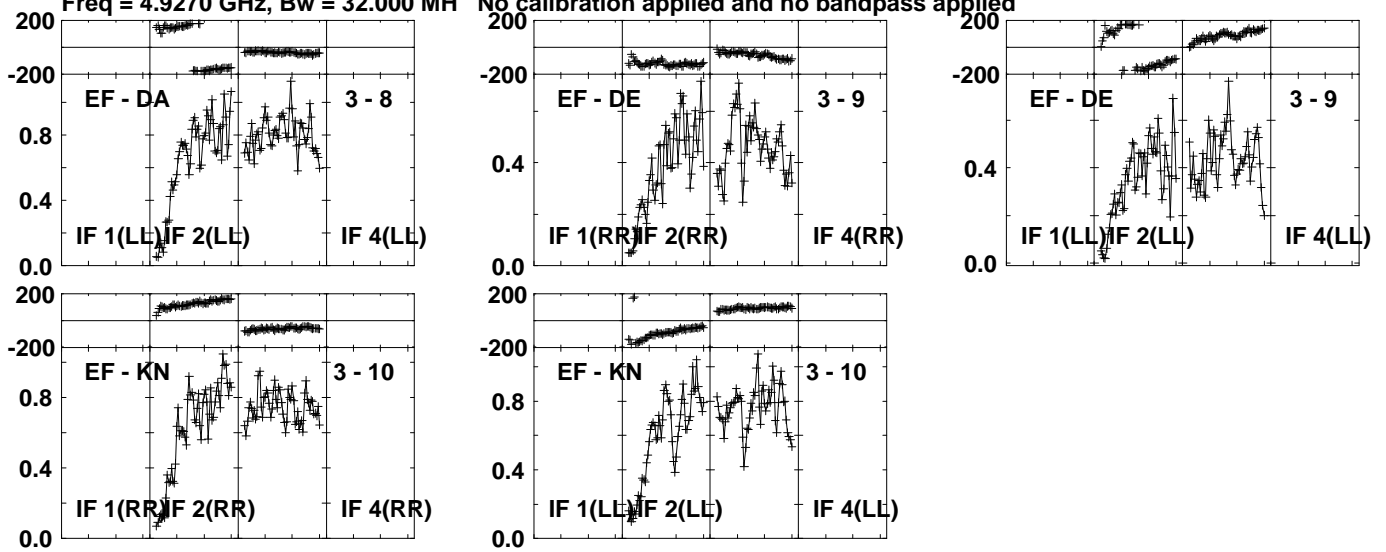 Freq = 4.9270 GHz, Bw = 32.000 MH No calibration applied and no bandpass applied
200
-200
EF - DA 3 - 8
0.8
0.4
IF 1(LL) IF 2(LL) IF 4(LL)
0.0
200
-200
EF - DE 3 - 9
0.4
IF 1(RR) IF 2(RR) IF 4(RR)
0.0
200
-200
EF - DE 3 - 9
0.4
IF 1(LL) IF 2(LL) IF 4(LL)
0.0
200
-200
EF - KN 3 - 10
0.8
0.4
IF 1(RR) IF 2(RR) IF 4(RR)
0.0
200
-200
EF - KN 3 - 10
0.8
0.4
IF 1(LL) IF 2(LL) IF 4(LL)
0.0